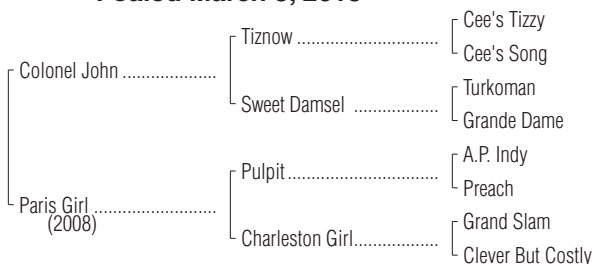 Cee's Tizzy
Tiznow
Cee's Song
Colonel John
Turkoman
Sweet Damsel
Grande Dame
A.P. Indy
Pulpit
Preach
Paris Girl
(2008)
Grand Slam
Charleston Girl
Clever But Costly